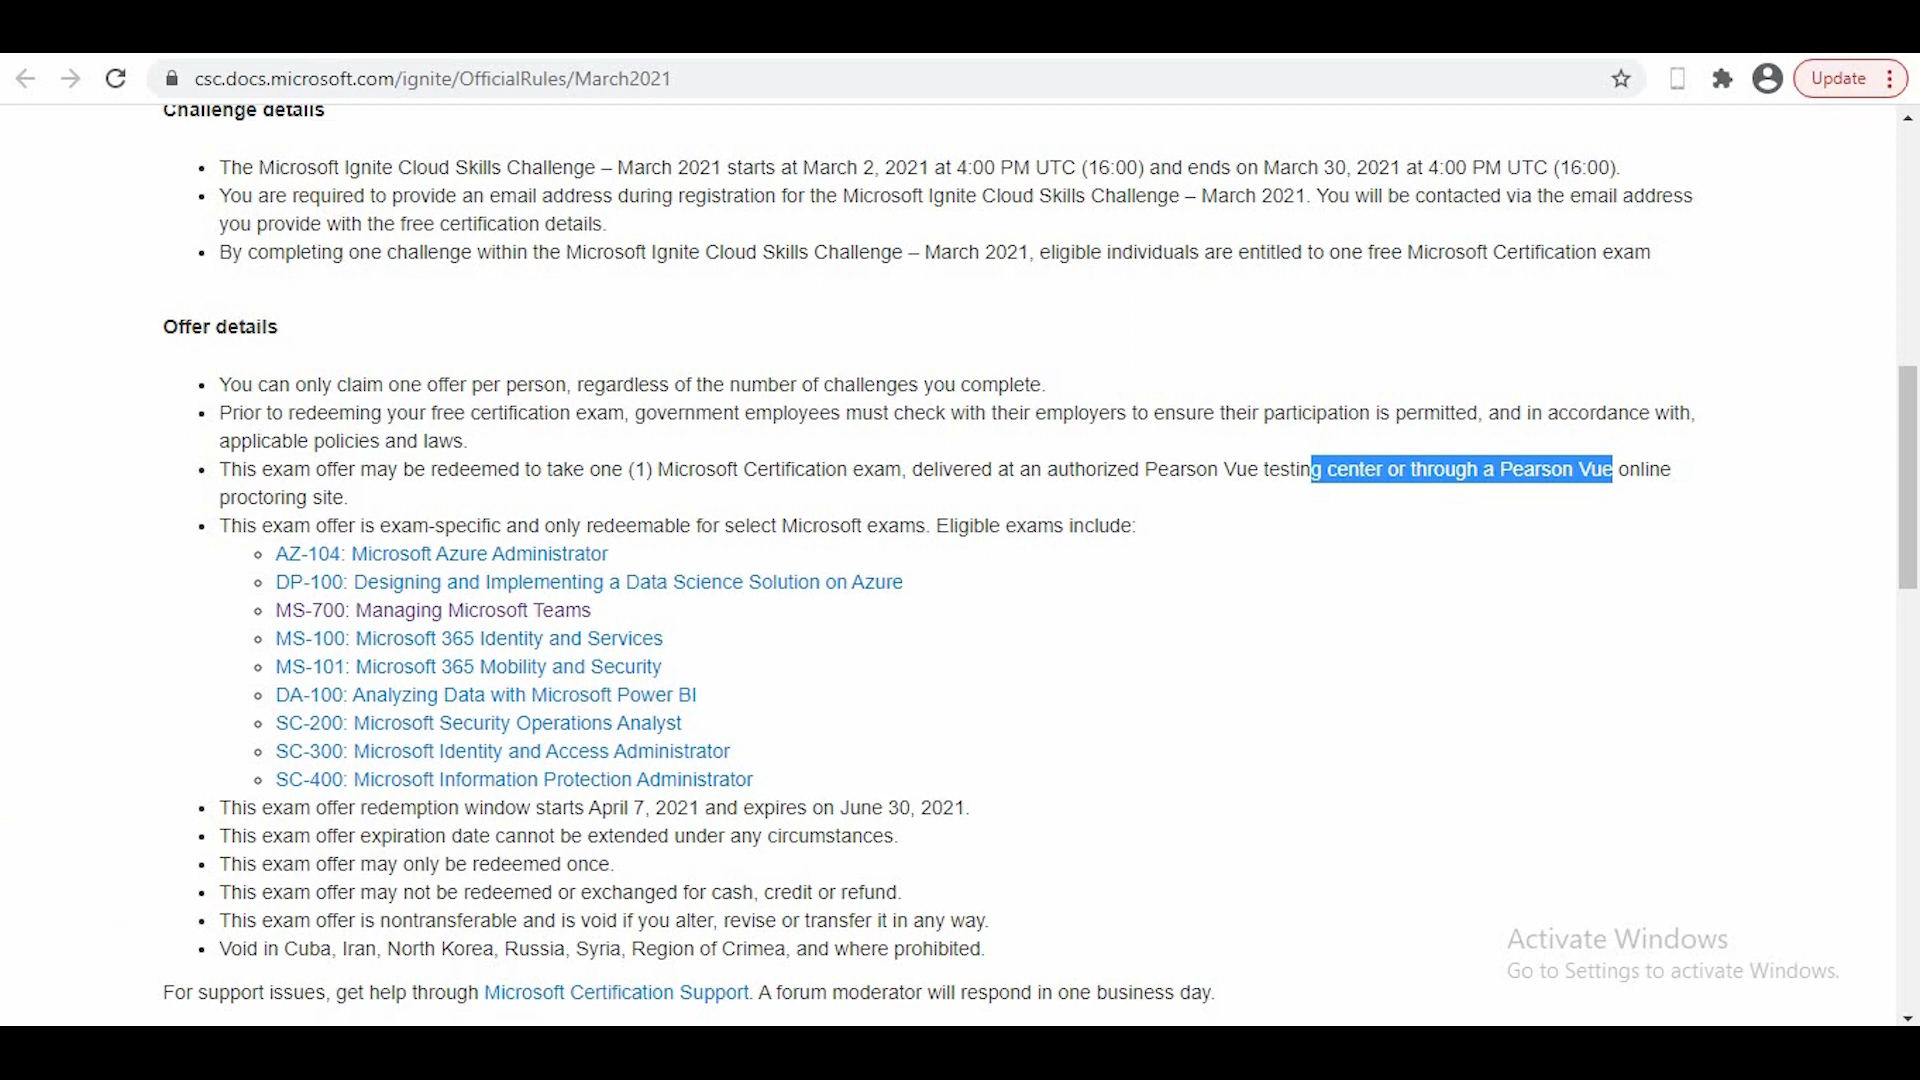 csc.docs.microsoft.com/ignite/OfficialRules/March2021
Update
Challenge details
The Microsoft Ignite Cloud Skills Challenge – March 2021 starts at March 2, 2021 at 4:00 PM UTC (16:00) and ends on March 30, 2021 at 4:00 PM UTC (16:00).
You are required to provide an email address during registration for the Microsoft Ignite Cloud Skills Challenge – March 2021. You will be contacted via the email address
you provide with the free certification details.
By completing one challenge within the Microsoft Ignite Cloud Skills Challenge – March 2021, eligible individuals are entitled to one free Microsoft Certification exam
Offer details
You can only claim one offer per person, regardless of the number of challenges you complete.
Prior to redeeming your free certification exam, government employees must check with their employers to ensure their participation is permitted, and in accordance with,
applicable policies and laws.
This exam offer may be redeemed to take one (1) Microsoft Certification exam, delivered at an authorized Pearson Vue testing center or through a Pearson Vue online
proctoring site.
This exam offer is exam-specific and only redeemable for select Microsoft exams. Eligible exams include:
AZ-104: Microsoft Azure Administrator
DP-100: Designing and Implementing a Data Science Solution on Azure
MS-700: Managing Microsoft Teams
MS-100: Microsoft 365 Identity and Services
MS-101: Microsoft 365 Mobility and Security
DA-100: Analyzing Data with Microsoft Power BI
SC-200: Microsoft Security Operations Analyst
SC-300: Microsoft Identity and Access Administrator
SC-400: Microsoft Information Protection Administrator
This exam offer redemption window starts April 7, 2021 and expires on June 30, 2021.
This exam offer expiration date cannot be extended under any circumstances.
This exam offer may only be redeemed once.
This exam offer may not be redeemed or exchanged for cash, credit or refund.
This exam offer is nontransferable and is void if you alter, revise or transfer it in any way.
Void in Cuba, Iran, North Korea, Russia, Syria, Region of Crimea, and where prohibited.
Activate Windows
Go to Settings to activate Windows.
For support issues, get help through Microsoft Certification Support. A forum moderator will respond in one business day.